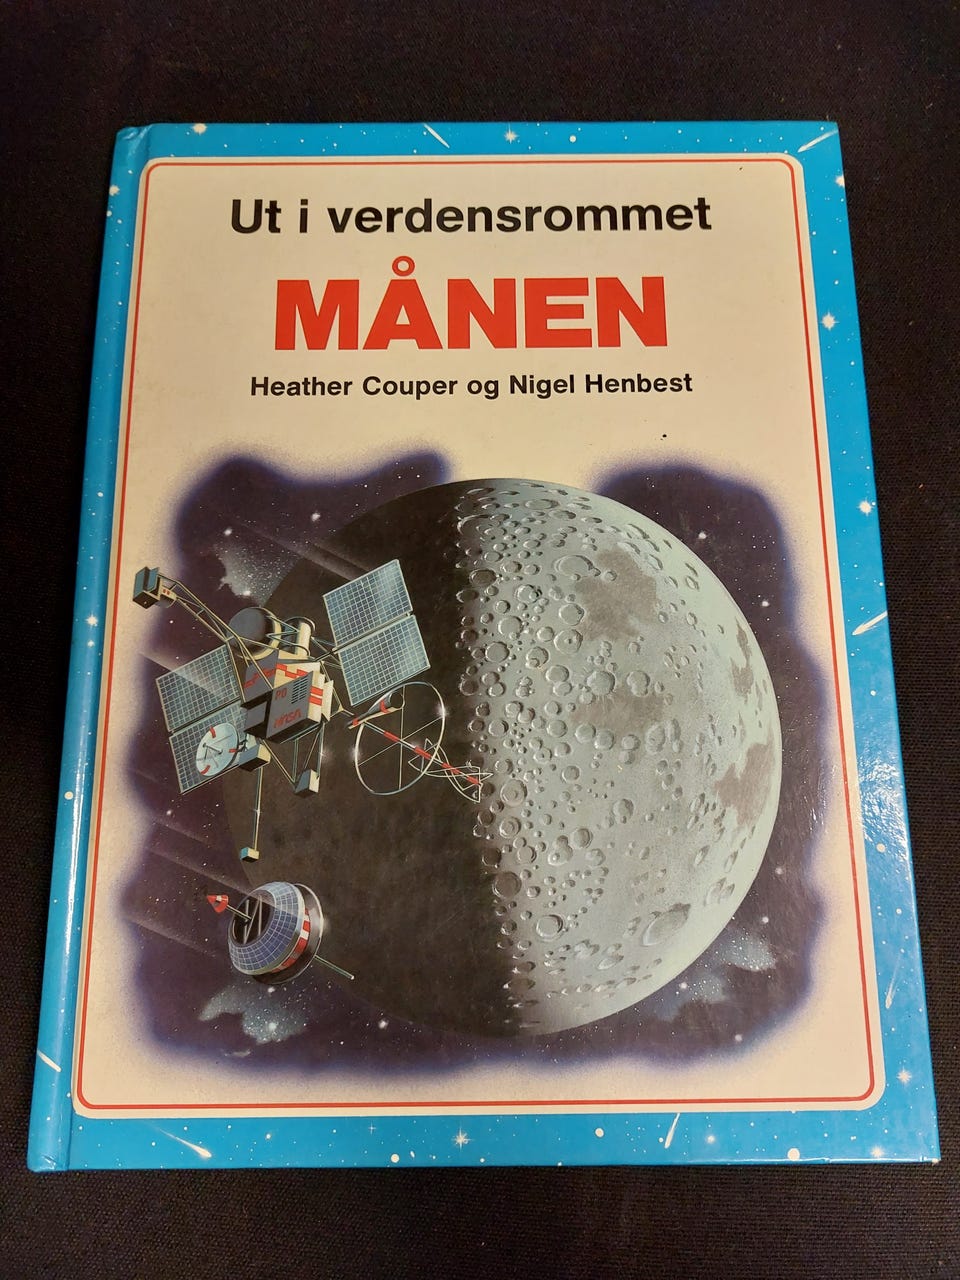 Ut i verdensrommet
MÅNEN
Heather Couper og Nigel Henbest